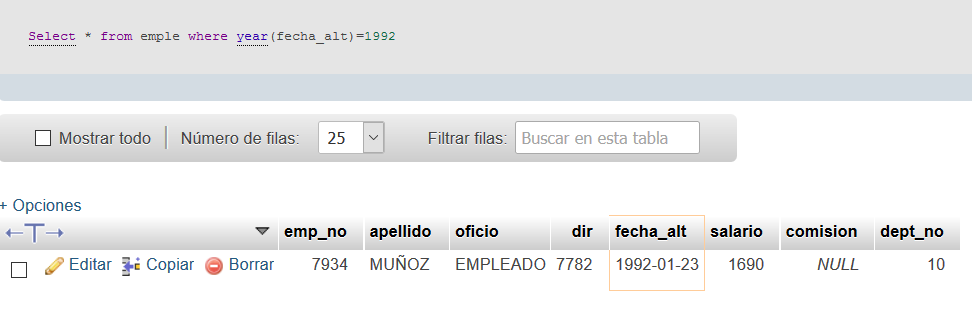 Select * from emple where year(fecha_alt)=1992
Mostrar todo Número de filas: 25 Filtrar filas: Buscar en esta tabla
+ Opciones
←T→ emp_no apellido oficio dir fecha_alt salario comision dept_no
Editar Copiar Borrar 7934 MUÑOZ EMPLEADO 7782 1992-01-23 1690 NULL 10